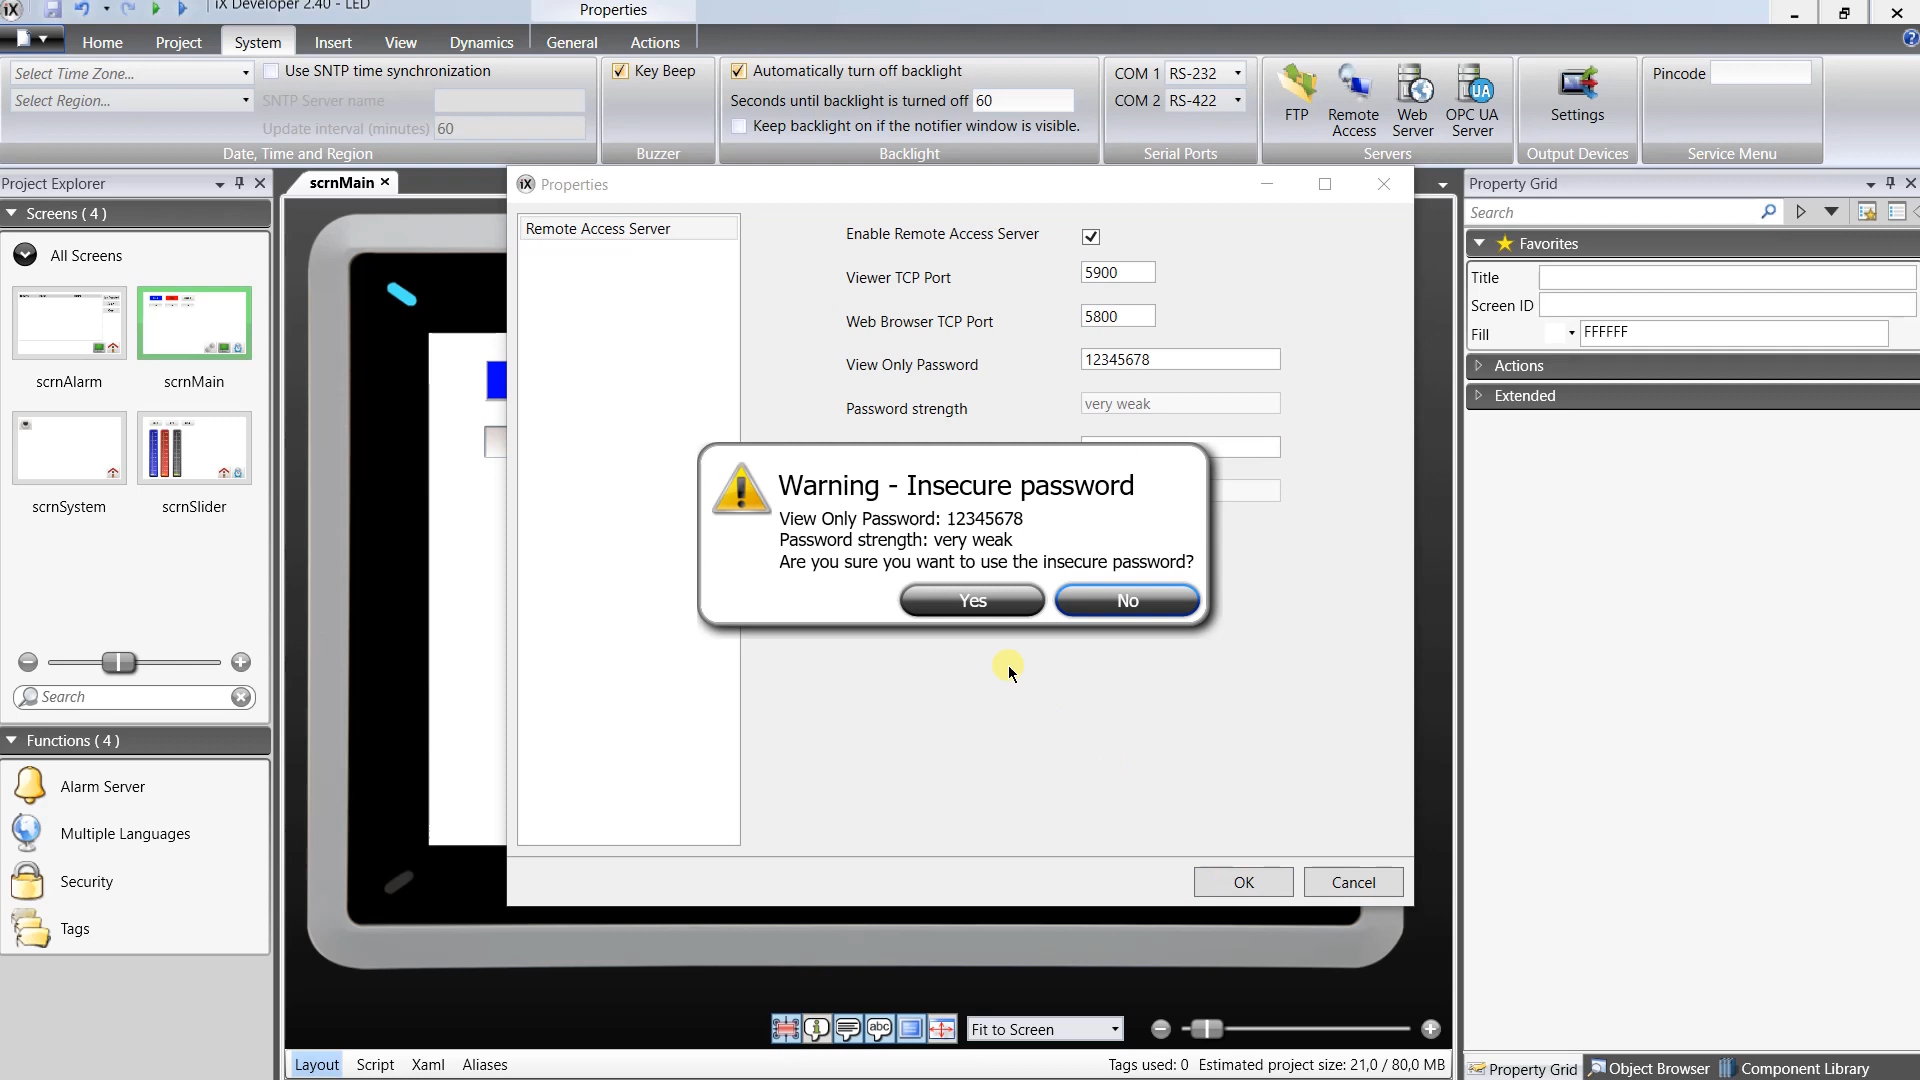 iX Developer 2.40 - LED
Properties
Home
Project
System
Insert
View
Dynamics
General
Actions
Select Time Zone...
Use SNTP time synchronization
Select Region...
SNTP Server name
Update interval (minutes)
60
Date, Time and Region
Key Beep
Buzzer
Automatically turn off backlight
Seconds until backlight is turned off
60
Keep backlight on if the notifier window is visible.
Backlight
COM 1
RS-232
COM 2
RS-422
Serial Ports
FTP
Remote
Access
Web
Server
OPC UA
Server
Servers
Settings
Output Devices
Pincode
Service Menu
Project Explorer
Screens ( 4 )
All Screens
scrnAlarm
scrnMain
scrnSystem
scrnSlider
Search
Functions ( 4 )
Alarm Server
Multiple Languages
Security
Tags
scrnMain
iX
Properties
Remote Access Server
Enable Remote Access Server
Viewer TCP Port
5900
Web Browser TCP Port
5800
View Only Password
12345678
Password strength
very weak
Warning - Insecure password
View Only Password: 12345678
Password strength: very weak
Are you sure you want to use the insecure password?
Yes
No
OK
Cancel
Fit to Screen
Layout
Script
Xaml
Aliases
Tags used: 0
Estimated project size: 21,0 / 80,0 MB
Property Grid
Search
Favorites
Title
Screen ID
Fill
FFFFFF
Actions
Extended
Property Grid
Object Browser
Component Library